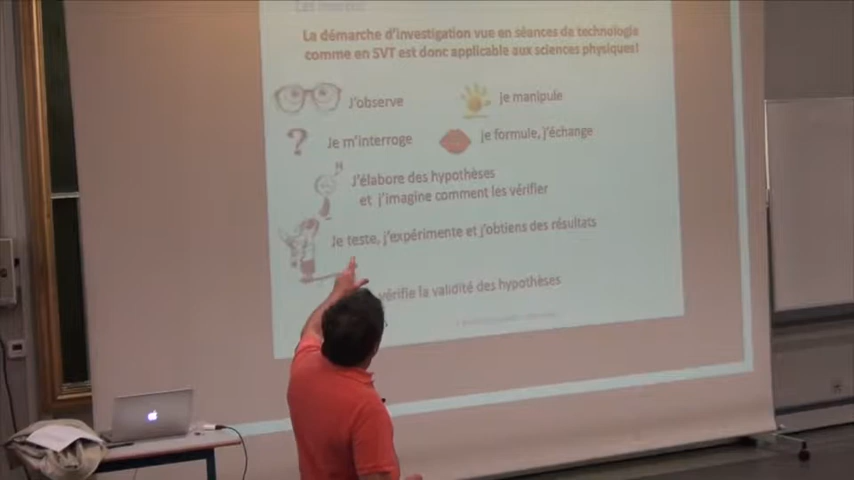 La démarche d'investigation vue en séances de technologie
comme en SVT est donc applicable aux sciences physiques!
J'observe
je manipule
?
Je m'interroge
je formule, j'échange
J'élabore des hypothèses
et j'imagine comment les vérifier
Je teste, j'expérimente et j'obtiens des résultats
vérifie la validité des hypothèses